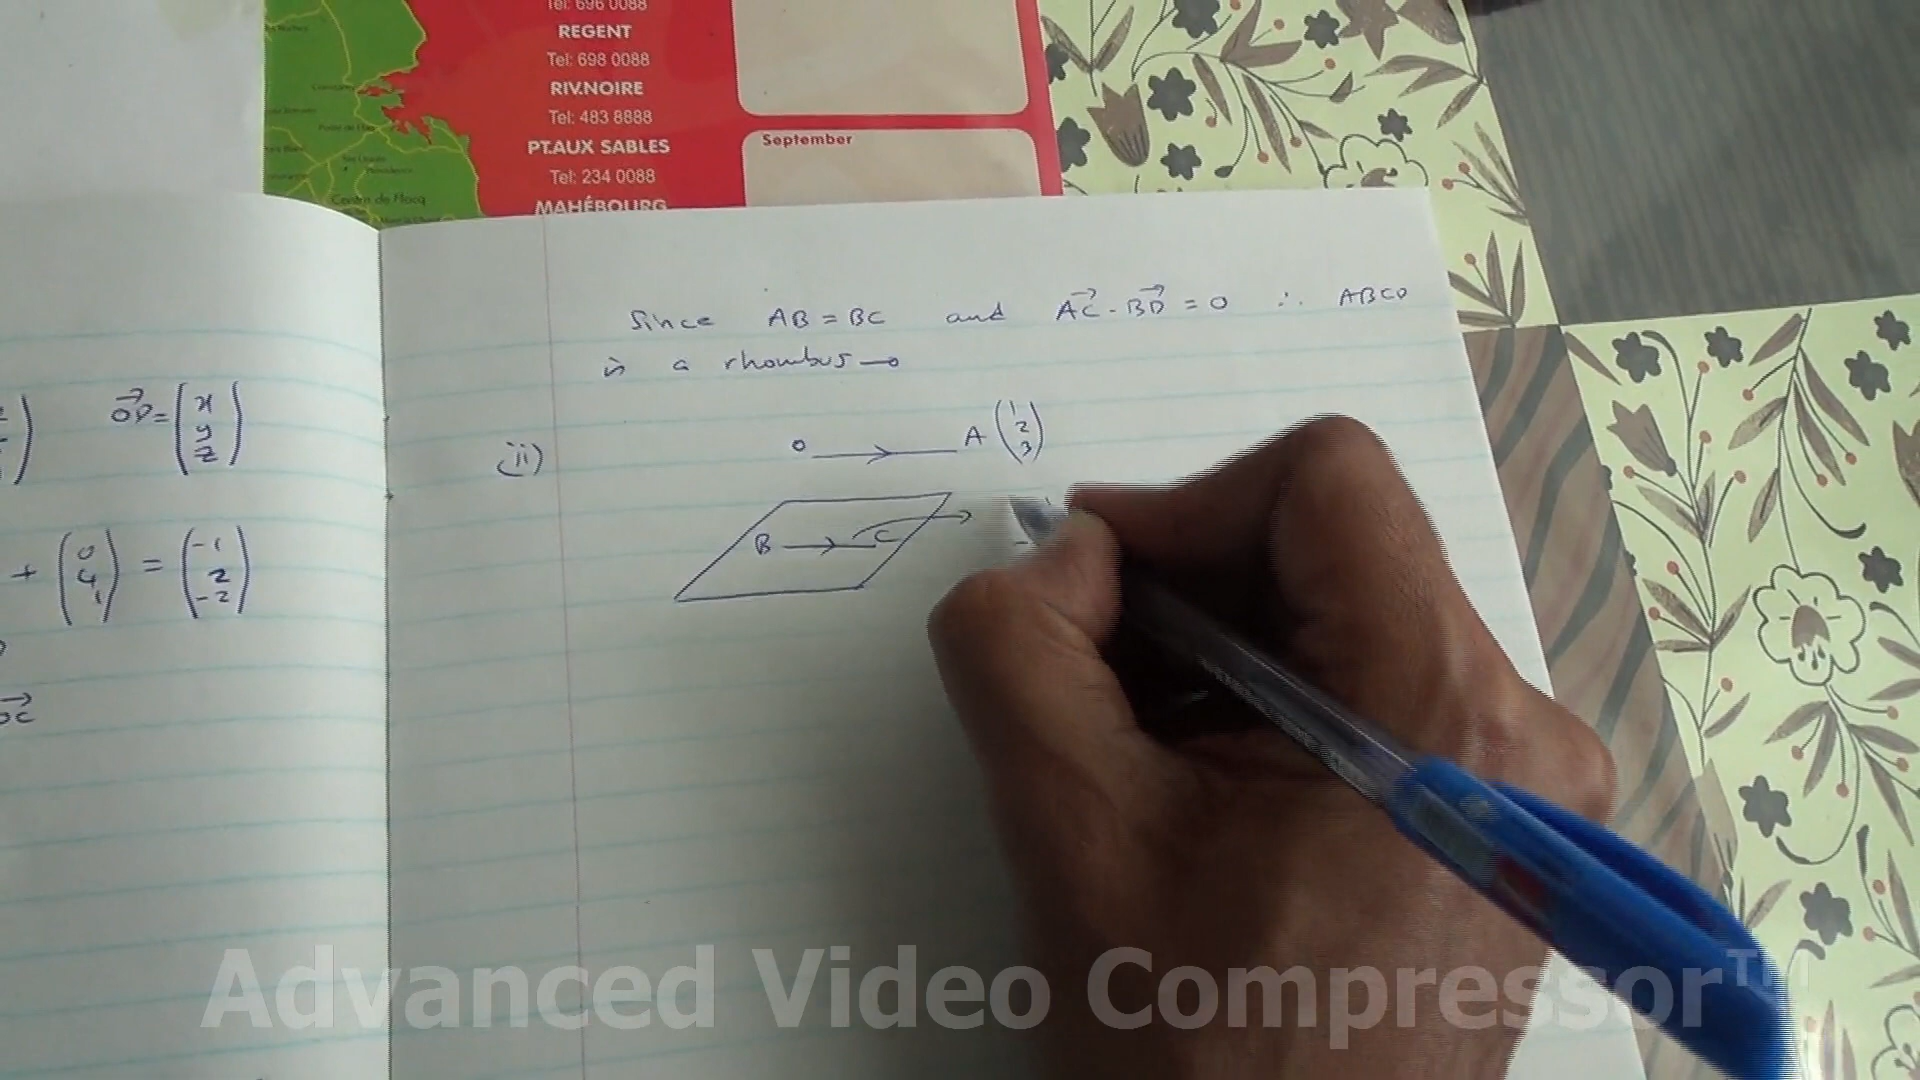 Tel: 696 0088
REGENT
Tel: 698 0088
RIV.NOIRE
Tel: 483 8888
PT.AUX SABLES
Tel: 234 0088
MAHÉBOURG
September
Centre de Flacq
Since AB = BC and AC · BD = 0 ∴ ABCD
is a rhombus
(ii)
O A (1 2 3)
B C
OD = (x y z)
+ (0 4 1) = (-1 2 -2)
OC
Advanced Video Compressor™